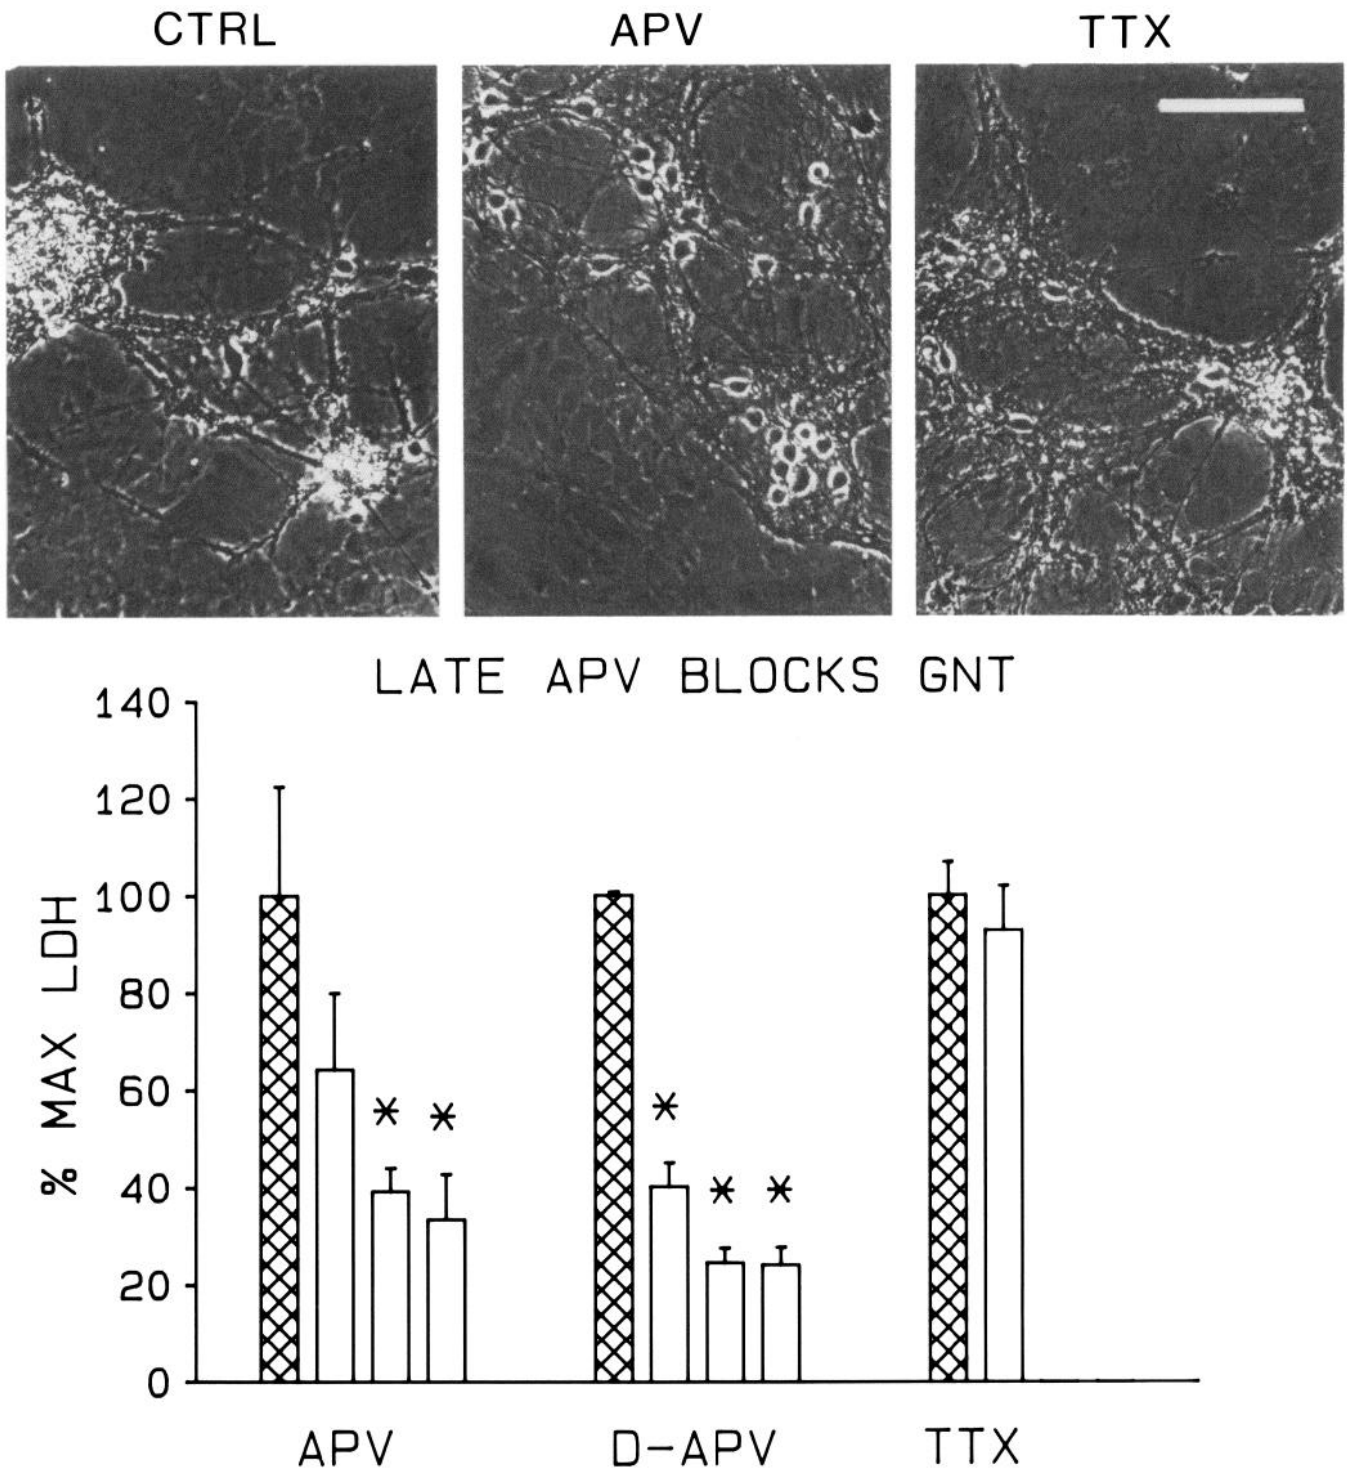 CTRL APV TTX
LATE APV BLOCKS GNT
% MAX LDH
140
120
100
80
60
40
20
0
* * * * *
APV D-APV TTX